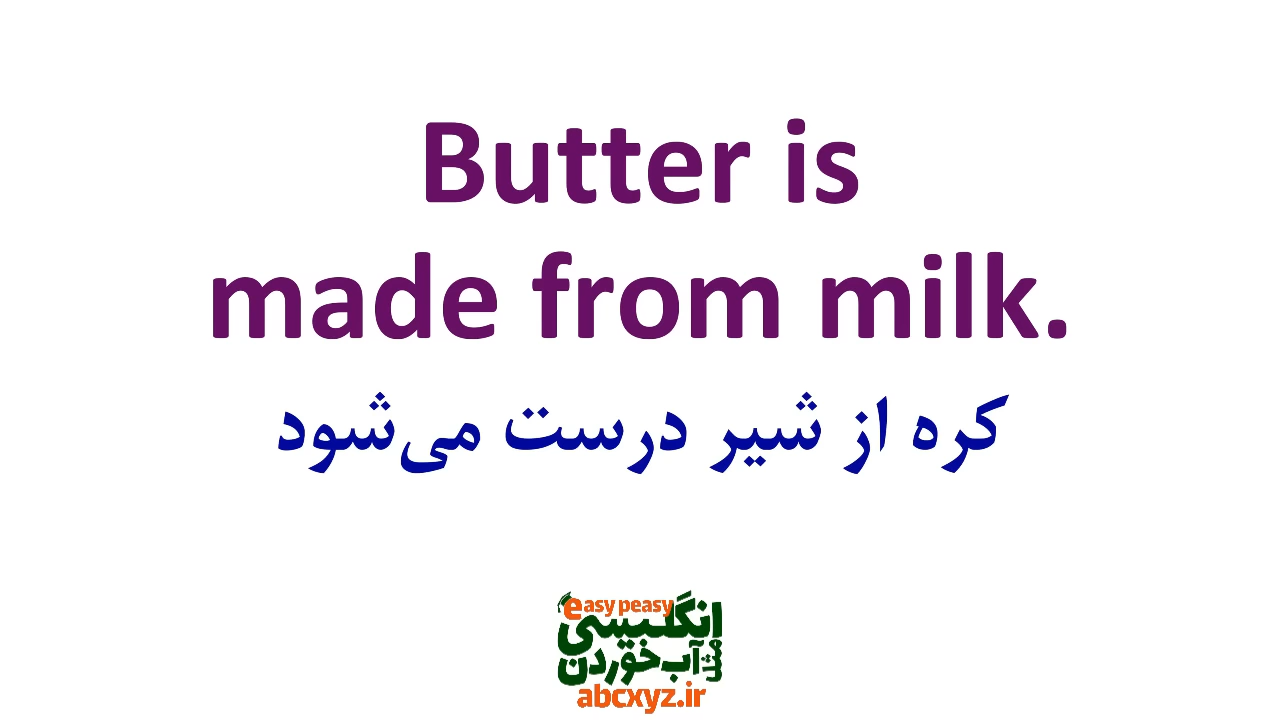 Butter is
made from milk.
کره از شیر درست می‌شود
easy peasy
انگلیسی
مثل آب خوردن
abcxyz.ir